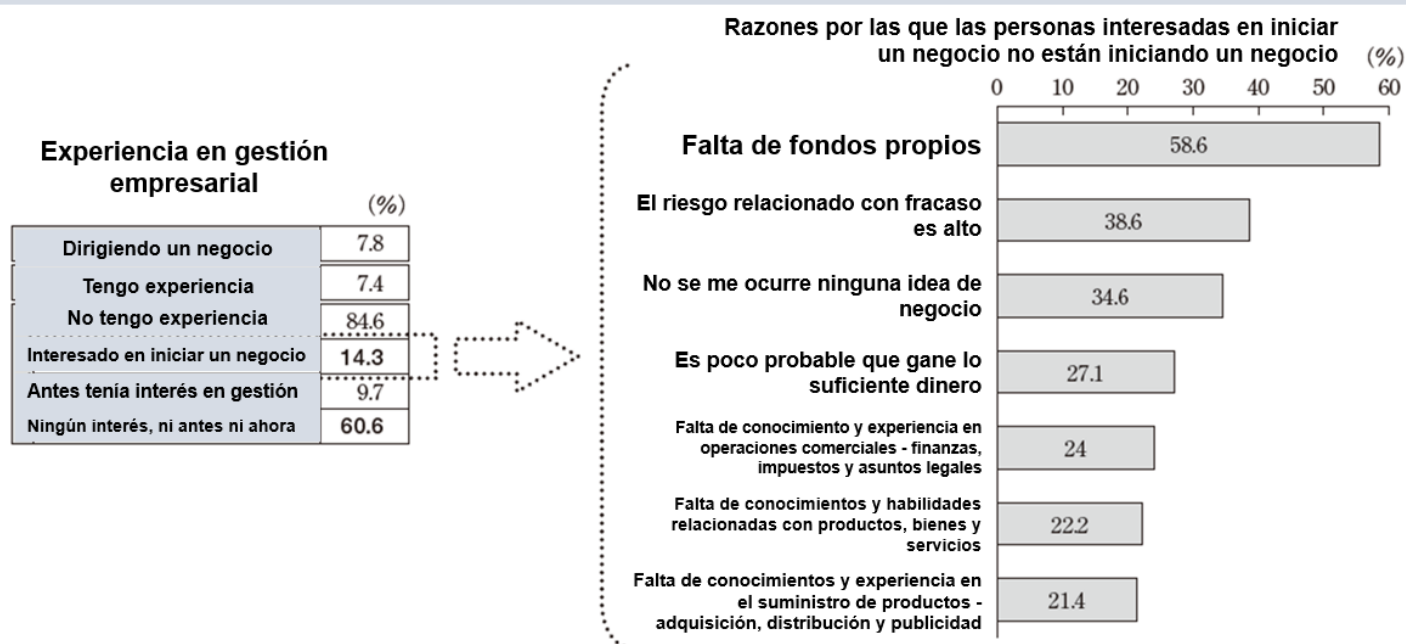 Razones por las que las personas interesadas en iniciar
un negocio no están iniciando un negocio
(%)
0 10 20 30 40 50 60
Experiencia en gestión
empresarial
(%)
Dirigiendo un negocio 7.8
Tengo experiencia 7.4
No tengo experiencia 84.6
Interesado en iniciar un negocio 14.3
Antes tenía interés en gestión 9.7
Ningún interés, ni antes ni ahora 60.6
Falta de fondos propios 58.6
El riesgo relacionado con fracaso
es alto
38.6
No se me ocurre ninguna idea de
negocio
34.6
Es poco probable que gane lo
suficiente dinero
27.1
Falta de conocimiento y experiencia en
operaciones comerciales - finanzas,
impuestos y asuntos legales
24
Falta de conocimientos y habilidades
relacionadas con productos, bienes y
servicios
22.2
Falta de conocimientos y experiencia en
el suministro de productos -
adquisición, distribución y publicidad
21.4